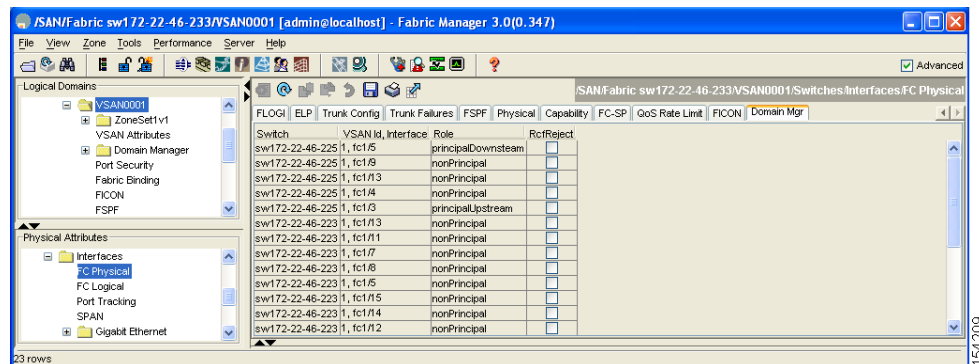 /SAN/Fabric sw172-22-46-233/VSAN0001 [admin@localhost] - Fabric Manager 3.0(0.347)
File View Zone Tools Performance Server Help
Advanced
Logical Domains
VSAN0001
ZoneSet1v1
VSAN Attributes
Domain Manager
Port Security
Fabric Binding
FICON
FSPF
Physical Attributes
Interfaces
FC Physical
FC Logical
Port Tracking
SPAN
Gigabit Ethernet
/SAN/Fabric sw172-22-46-233/VSAN0001/Switches/Interfaces/FC Physical
FLOGI ELP Trunk Config Trunk Failures FSPF Physical Capability FC-SP QoS Rate Limit FICON Domain Mgr
Switch VSAN Id, Interface Role RcfReject
sw172-22-46-225 1, fc1/5 principalDownsteam
sw172-22-46-225 1, fc1/9 nonPrincipal
sw172-22-46-225 1, fc1/13 nonPrincipal
sw172-22-46-225 1, fc1/4 nonPrincipal
sw172-22-46-225 1, fc1/3 principalUpstream
sw172-22-46-223 1, fc1/13 nonPrincipal
sw172-22-46-223 1, fc1/11 nonPrincipal
sw172-22-46-223 1, fc1/7 nonPrincipal
sw172-22-46-223 1, fc1/8 nonPrincipal
sw172-22-46-223 1, fc1/5 nonPrincipal
sw172-22-46-223 1, fc1/15 nonPrincipal
sw172-22-46-223 1, fc1/14 nonPrincipal
sw172-22-46-223 1, fc1/12 nonPrincipal
23 rows